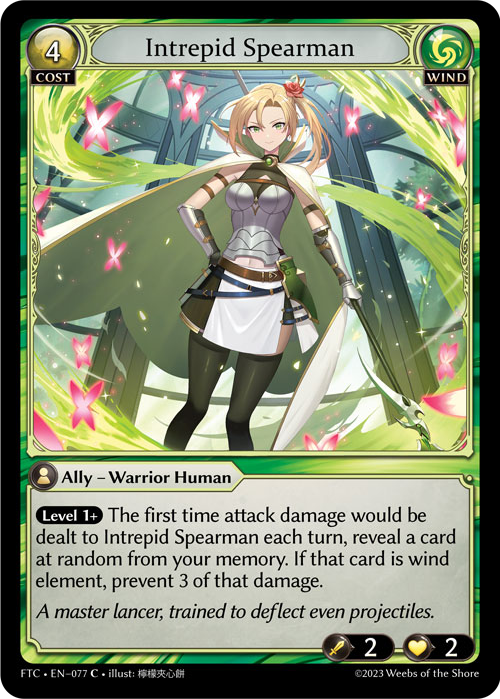 4
COST
Intrepid Spearman
WIND
Ally – Warrior Human
Level 1+ The first time attack damage would be
dealt to Intrepid Spearman each turn, reveal a card
at random from your memory. If that card is wind
element, prevent 3 of that damage.
A master lancer, trained to deflect even projectiles.
2
2
FTC • EN-077 C • illust: 檸檬夾心餅
©2023 Weebs of the Shore